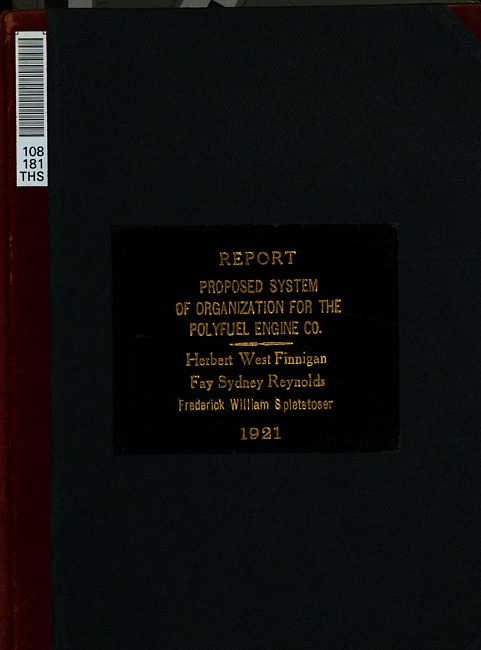 108
181
THS
REPORT
PROPOSED SYSTEM
OF ORGANIZATION FOR THE
POLYFUEL ENGINE CO.
Herbert West Finnigan
Fay Sydney Reynolds
Frederick William Spletstoser
1921